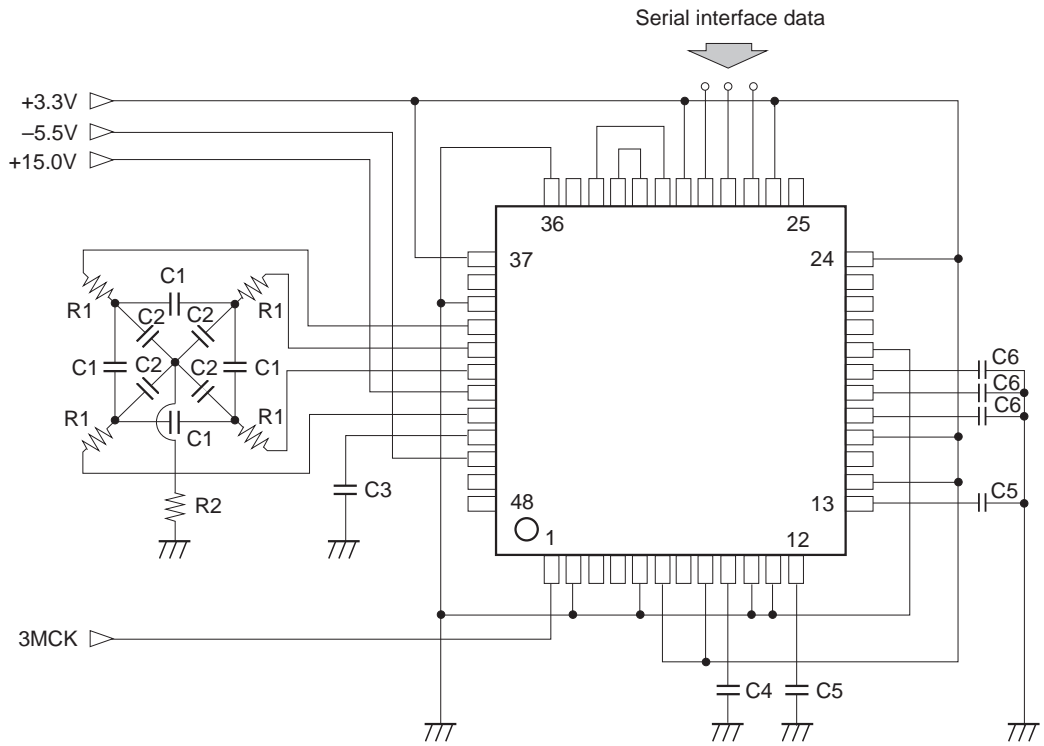 Serial interface data
+3.3V
–5.5V
+15.0V
36
25
37
24
C1
R1
R1
C2
C2
C6
C1
C2
C2
C1
C6
C6
R1
R1
C1
C3
C5
R2
48
13
1
12
3MCK
C4
C5